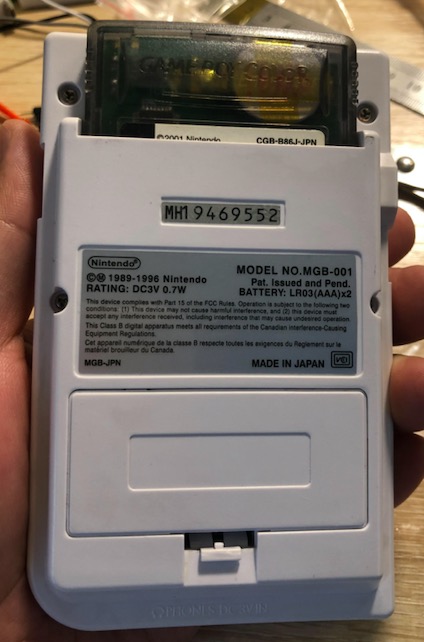 GAME BOY COLOR
©2001 Nintendo CGB-B86J-JPN
MH19469552
Nintendo®
©Ⓜ 1989-1996 Nintendo
RATING: DC3V 0.7W
MODEL NO.MGB-001
Pat. Issued and Pend.
BATTERY: LR03(AAA)x2
This device complies with Part 15 of the FCC Rules. Operation is subject to the following two
conditions: (1) This device may not cause harmful interference, and (2) this device must
accept any interference received, including interference that may cause undesired operation.
This Class B digital apparatus meets all requirements of the Canadian Interference-Causing
Equipment Regulations.
Cet appareil numérique de la classe B respecte toutes les exigences du Reglement sur le
matériel brouilleur du Canada.
MGB-JPN
MADE IN JAPAN